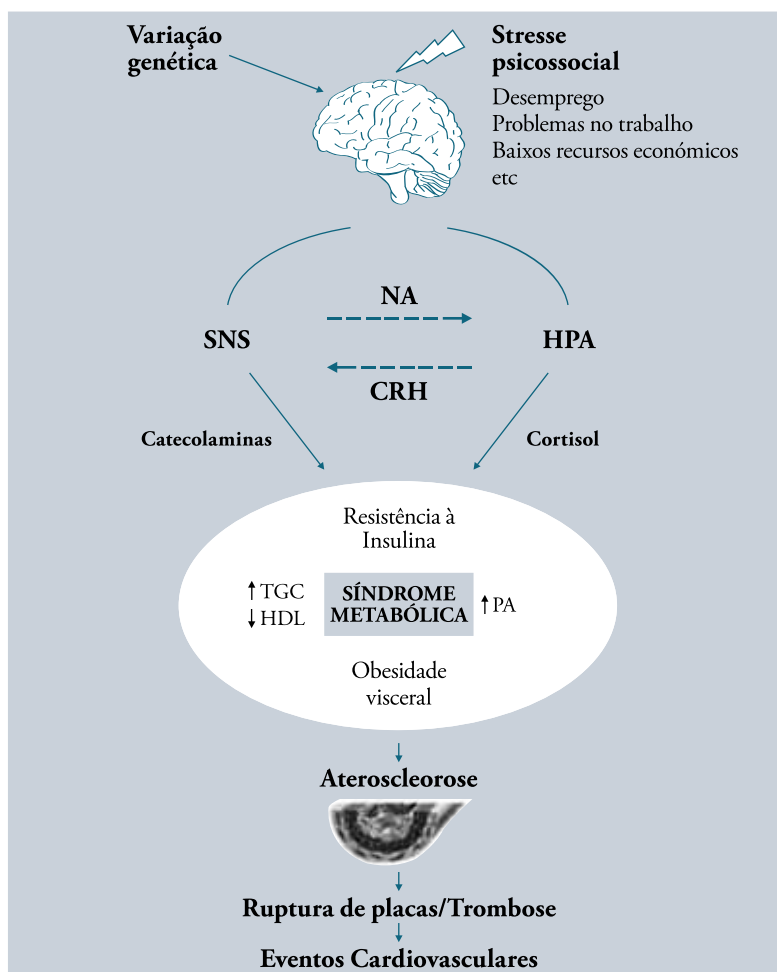 Variação
genética
Stresse
psicossocial
Desemprego
Problemas no trabalho
Baixos recursos económicos
etc
NA
SNS
HPA
CRH
Catecolaminas
Cortisol
Resistência à
Insulina
↑TGC
↓HDL
SÍNDROME
METABÓLICA
↑PA
Obesidade
visceral
Ateroscleorose
Ruptura de placas/Trombose
Eventos Cardiovasculares